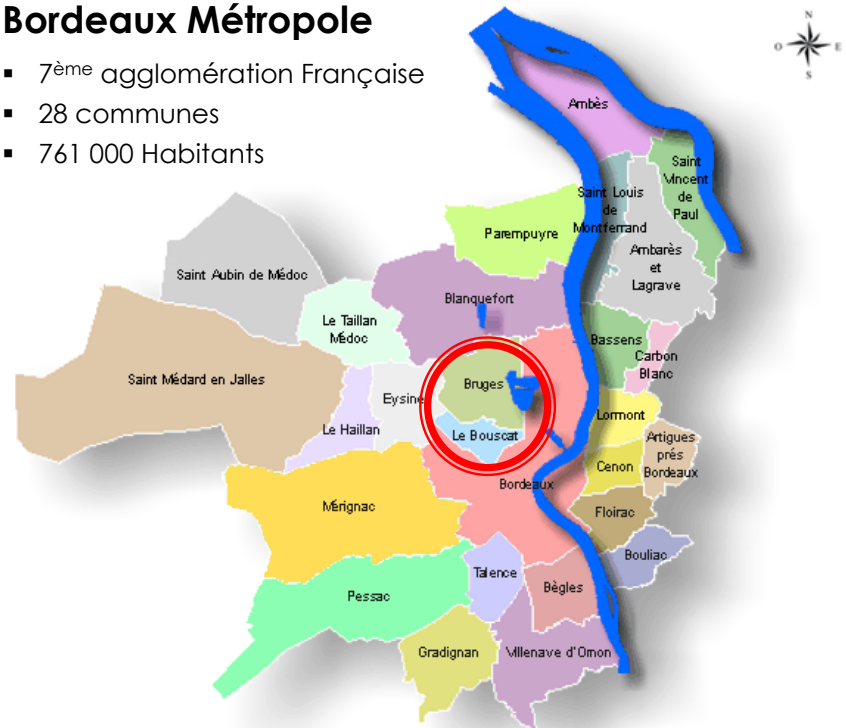 Bordeaux Métropole
▪ 7ème agglomération Française
▪ 28 communes
▪ 761 000 Habitants
N
O
E
S
Ambès
Saint
Vincent
de
Paul
Saint Louis
de
Montferrand
Parempuyre
Ambarès
et
Lagrave
Saint Aubin de Médoc
Blanquefort
Le Taillan
Médoc
Bassens
Carbon
Blanc
Saint Médard en Jalles
Bruges
Eysine
Le Haillan
Le Bouscat
Lormont
Artigues
prés
Bordeaux
Cenon
Bordeaux
Mérignac
Floirac
Bouliac
Talence
Bègles
Pessac
Gradignan
Villenave d'Ornon